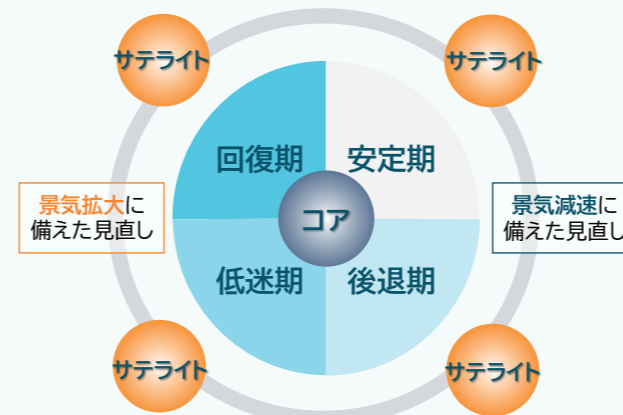 サテライト
サテライト
回復期
安定期
景気拡大に
備えた見直し
コア
景気減速に
備えた見直し
低迷期
後退期
サテライト
サテライト